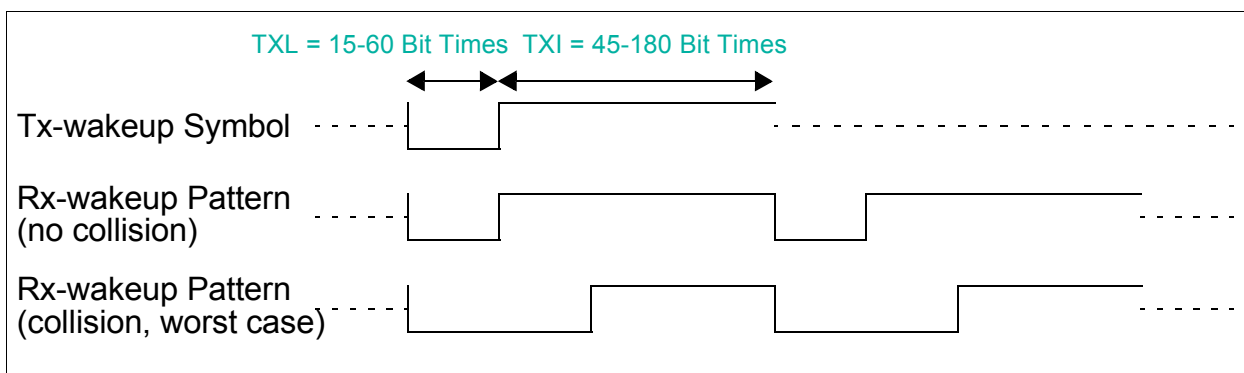 TXL = 15-60 Bit Times TXI = 45-180 Bit Times
Tx-wakeup Symbol
Rx-wakeup Pattern
(no collision)
Rx-wakeup Pattern
(collision, worst case)